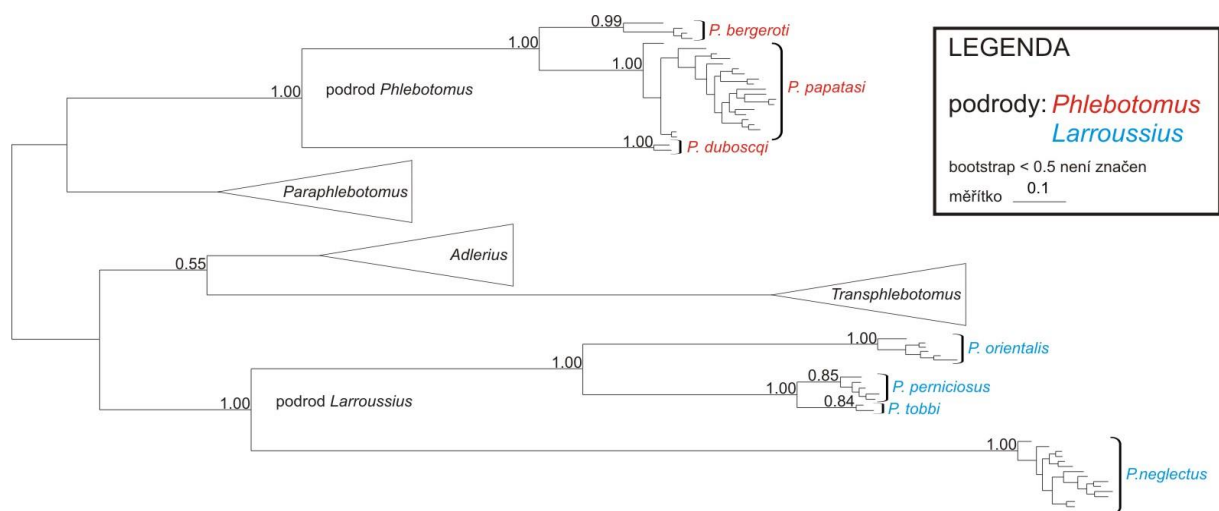 0.99
P. bergeroti
1.00
1.00
P. papatasi
1.00
podrod Phlebotomus
1.00
P. duboscqi
Paraphlebotomus
Adlerius
0.55
Transphlebotomus
1.00
P. orientalis
1.00
0.85
P. perniciosus
1.00
0.84
P. tobbi
1.00
podrod Larroussius
1.00
P.neglectus
LEGENDA
podrody: Phlebotomus
Larroussius
bootstrap < 0.5 není značen
měřítko 0.1